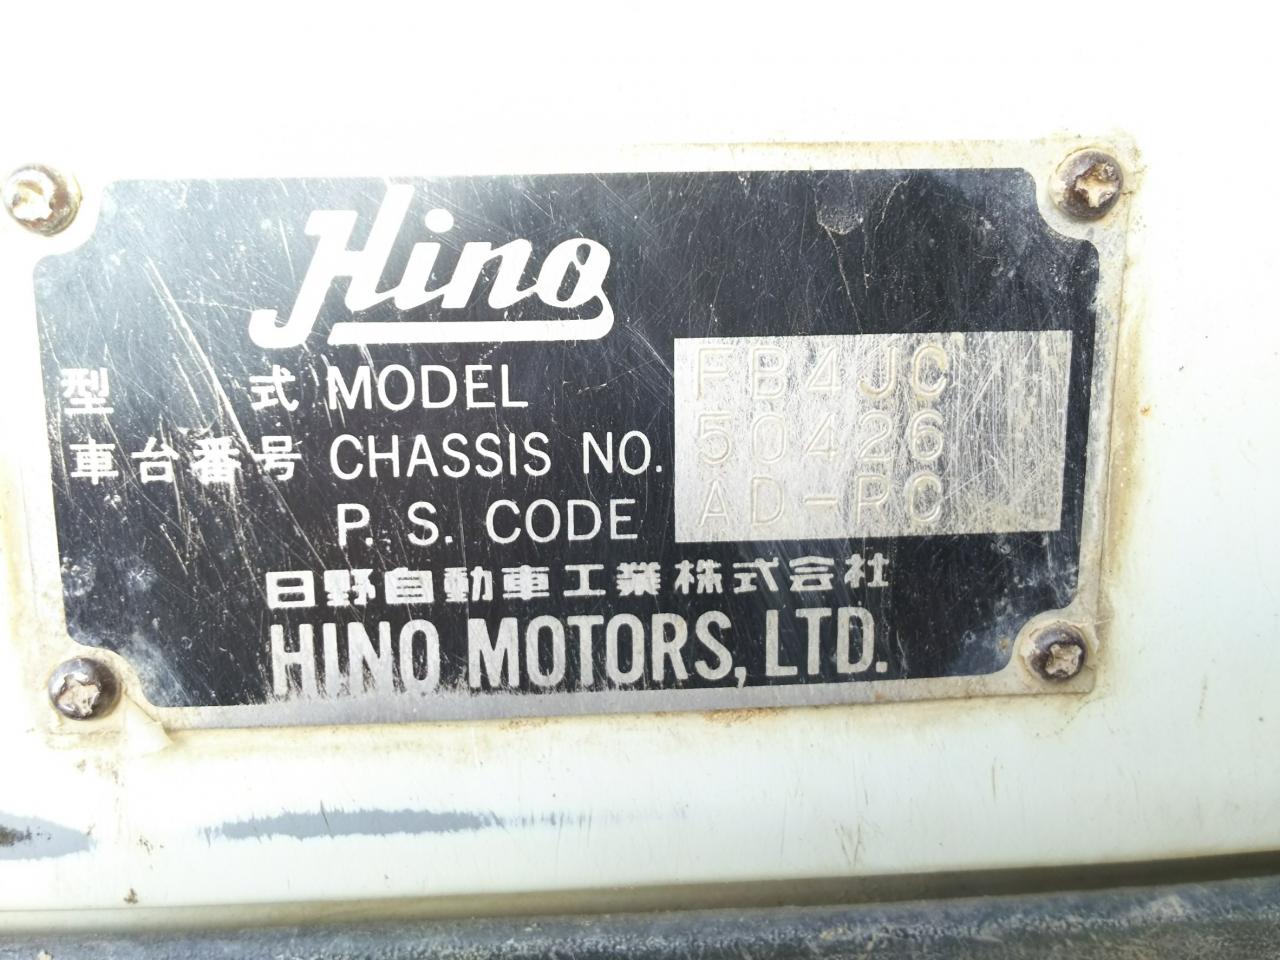 Hino
型式 MODEL FB4JC
車台番号 CHASSIS NO. 50426
P. S. CODE AD-RC
日野自動車工業株式会社
HINO MOTORS, LTD.